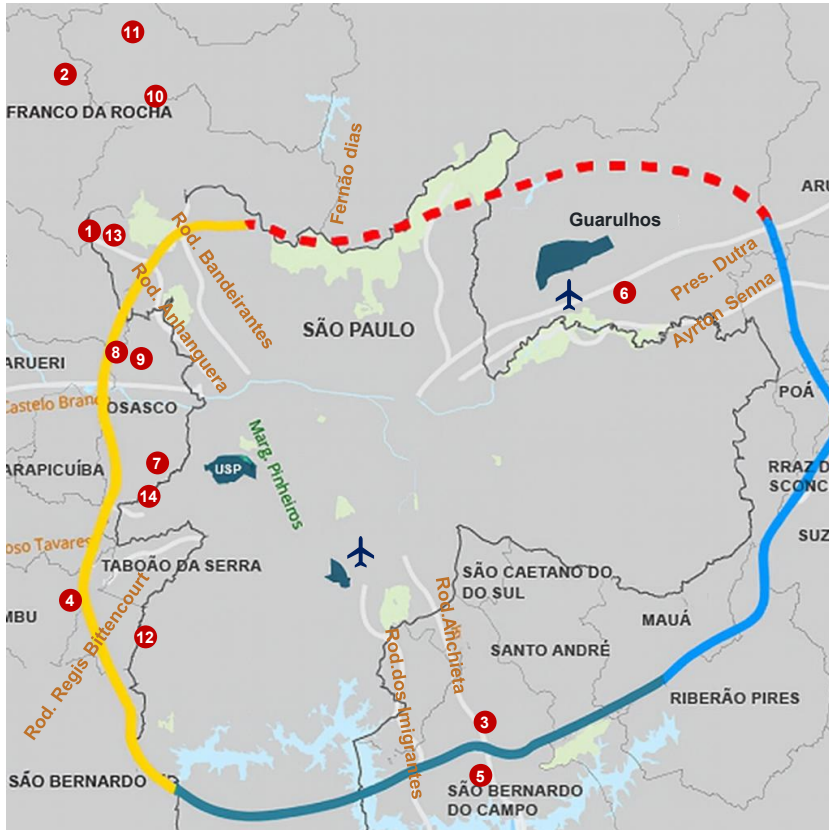 11
2
10
FRANCO DA ROCHA
Fernão dias
ARU
1
13
Rod. Bandeirantes
Guarulhos
Rod. Anhanquera
Pres. Dutra
6
Ayrton Senna
SÃO PAULO
8
9
ARUERI
Castelo Branco
OSASCO
POÁ
Marg. Pinheiros
7
ARAPICUÍBA
USP
RRAZ D
SCONC
14
oso Tavares
SUZ
TABOÃO DA SERRA
SÃO CAETANO DO
DO SUL
4
MBU
Rod. Regis Bittencourt
12
Rod.Anchieta
MAUÁ
SANTO ANDRÉ
Rod.dos Imigrantes
RIBERÃO PIRES
3
SÃO BERNARDO
5
SÃO BERNARDO
DO CAMPO